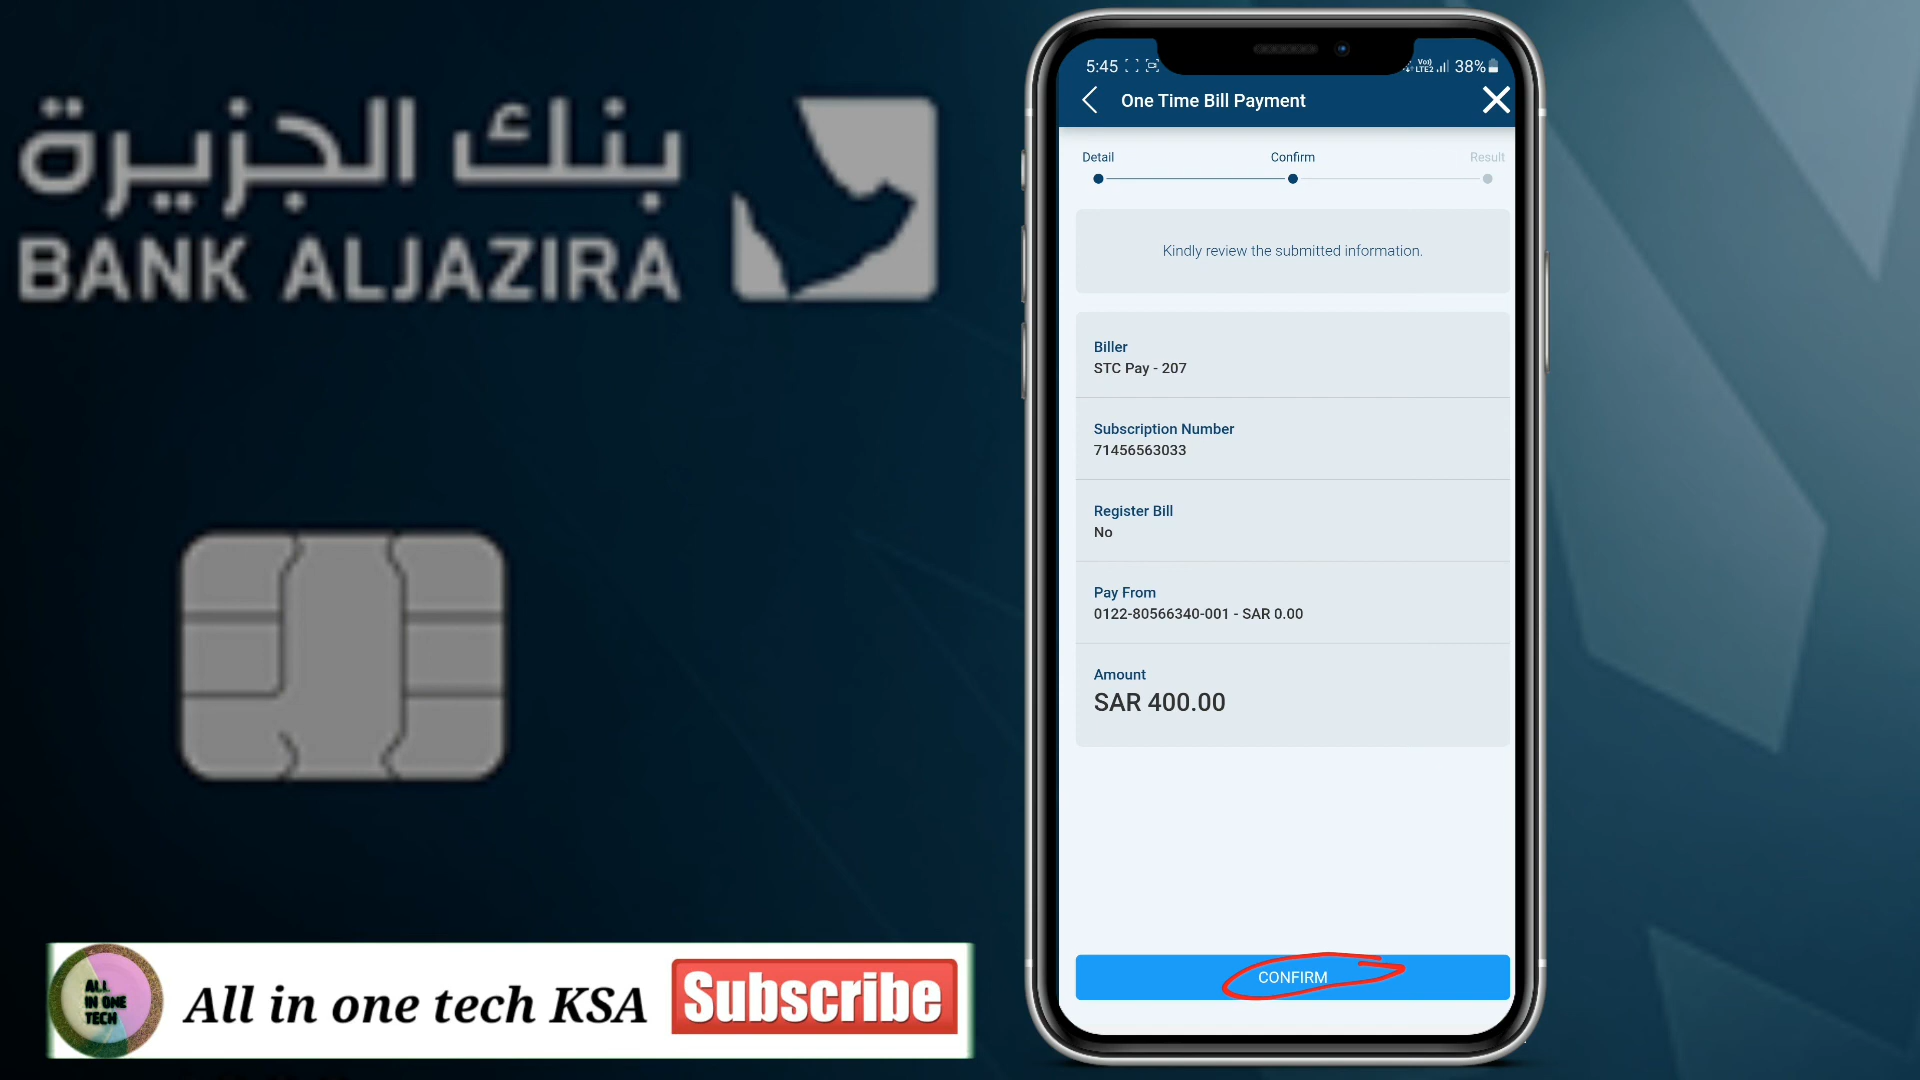 بنك الجزيرة
BANK ALJAZIRA
5:45
Vo)
LTE2
38%
One Time Bill Payment
Detail
Confirm
Result
Kindly review the submitted information.
Biller
STC Pay - 207
Subscription Number
71456563033
Register Bill
No
Pay From
0122-80566340-001 - SAR 0.00
Amount
SAR 400.00
CONFIRM
ALL
IN ONE
TECH
All in one tech KSA
Subscribe